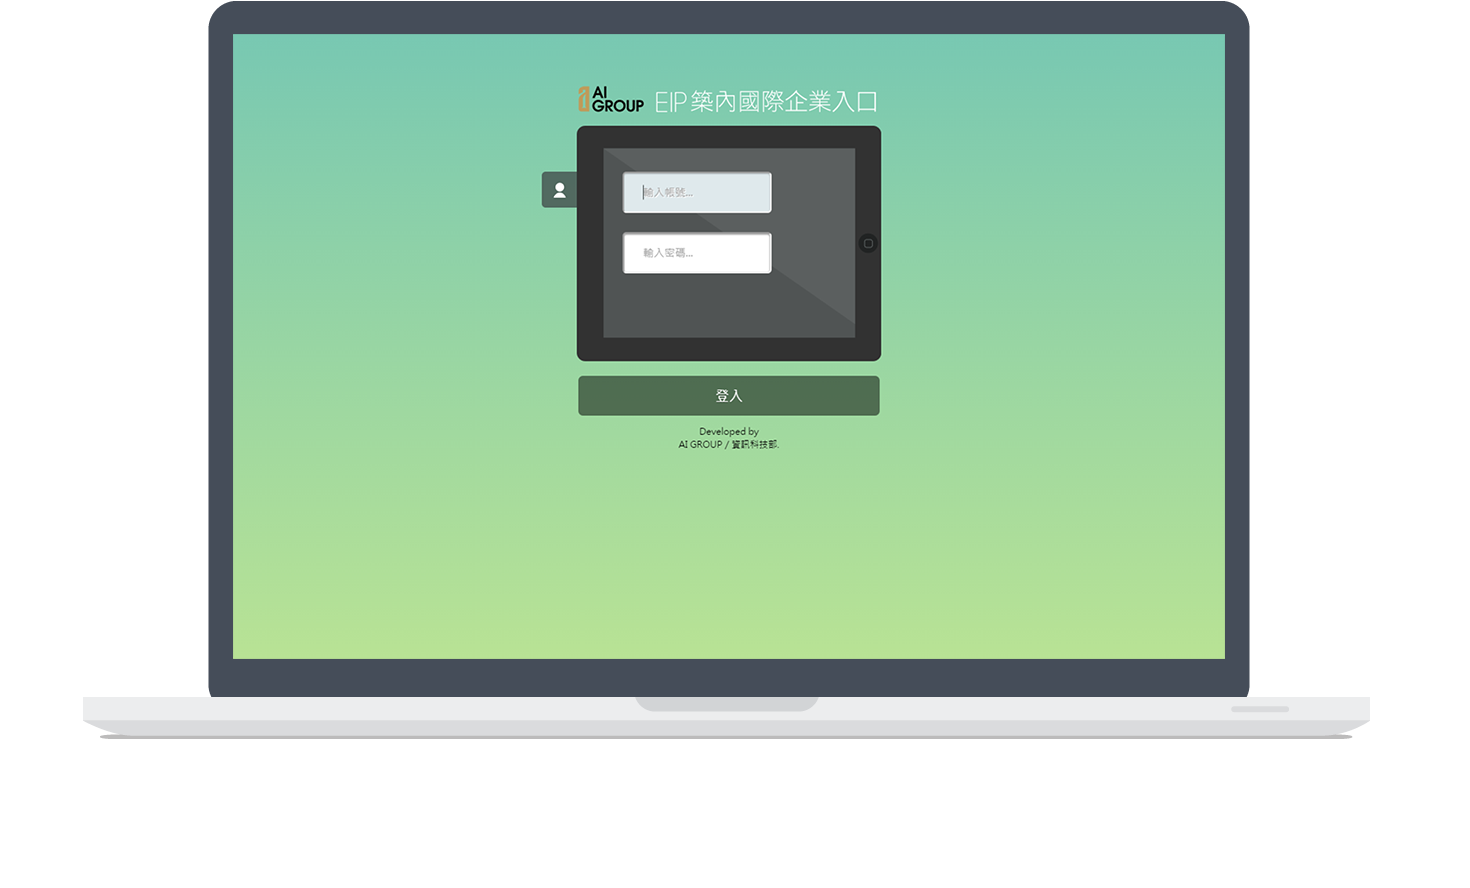 AI
GROUP EIP 築內國際企業入口
輸入帳號...
輸入密碼...
登入
Developed by
AI GROUP / 資訊科技部.